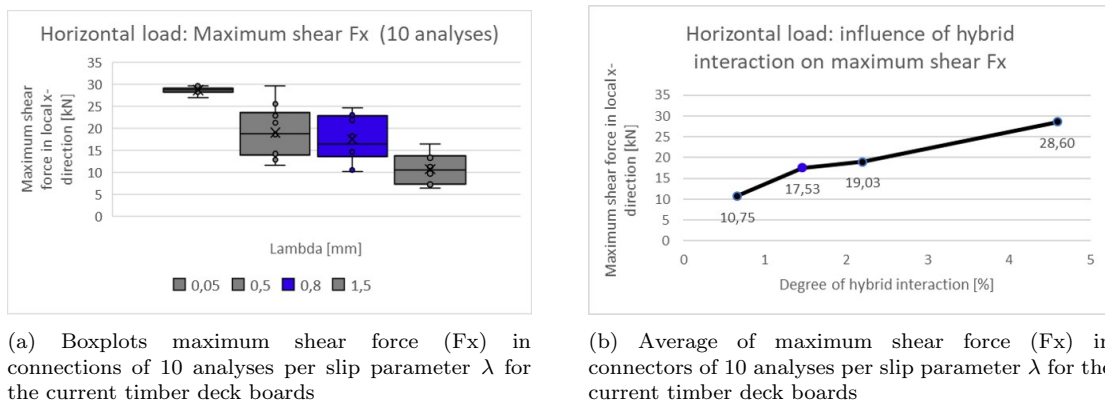 Horizontal load: Maximum shear Fx (10 analyses)
Maximum shear
force in local x-
direction [kN]
35
30
25
20
15
10
5
0
Lambda [mm]
0,05 0,5 0,8 1,5
(a) Boxplots maximum shear force (Fx) in
connections of 10 analyses per slip parameter λ for
the current timber deck boards
Horizontal load: influence of hybrid
interaction on maximum shear Fx
Maximum shear force in local x-
direction [kN]
35
30
25
20
15
10
5
0
28,60
17,53
19,03
10,75
0 1 2 3 4 5
Degree of hybrid interaction [%]
(b) Average of maximum shear force (Fx) in
connectors of 10 analyses per slip parameter λ for the
current timber deck boards